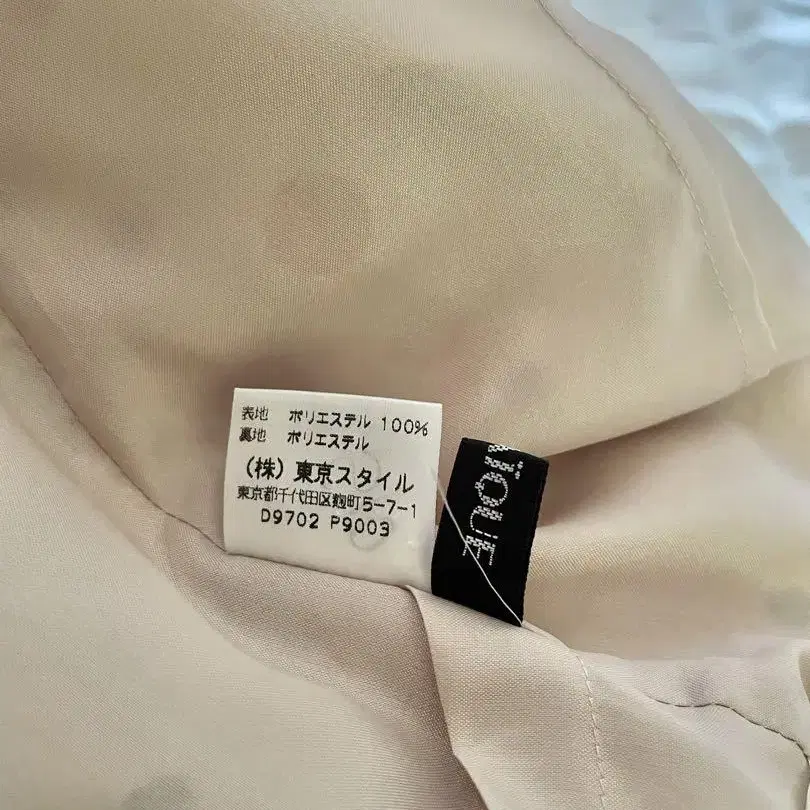 表地 ポリエステル 100%
裏地 ポリエステル
(株) 東京スタイル
東京都千代田区麹町5-7-1
D9702 P9003